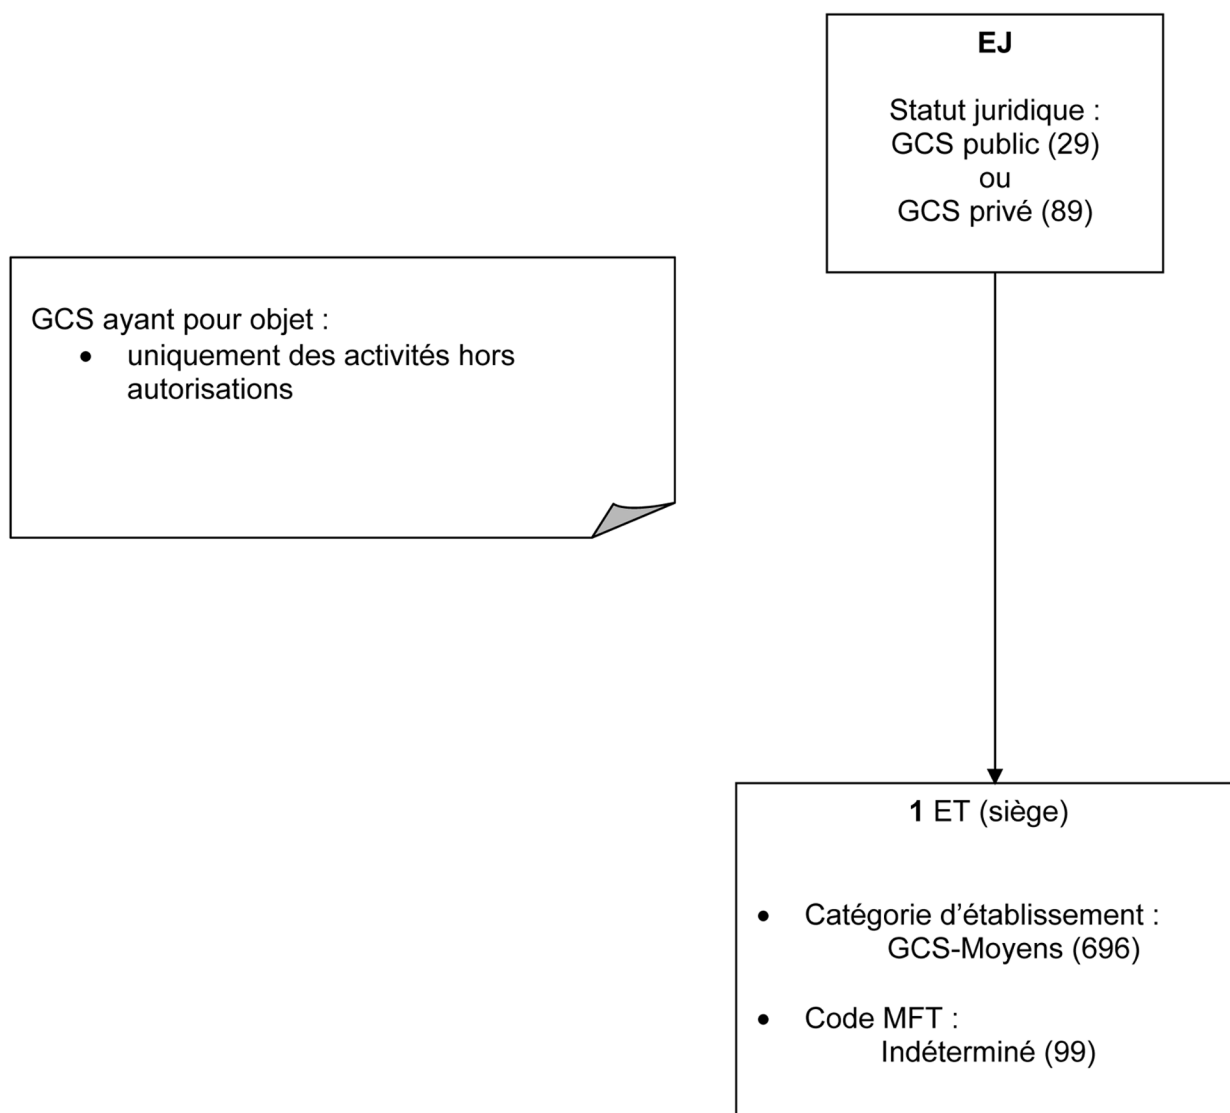 EJ
Statut juridique :
GCS public (29)
ou
GCS privé (89)
GCS ayant pour objet :
• uniquement des activités hors
autorisations
1 ET (siège)
• Catégorie d’établissement :
GCS-Moyens (696)
• Code MFT :
Indéterminé (99)